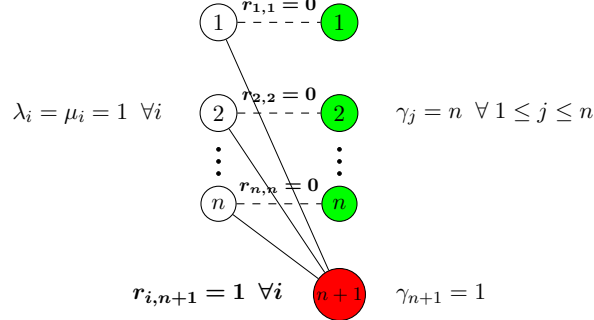 r_{1,1} = 0
1 1
r_{2,2} = 0
λ_i = μ_i = 1 ∀i 2 2 γ_j = n ∀ 1 ≤ j ≤ n
r_{n,n} = 0
n n
r_{i,n+1} = 1 ∀i n + 1 γ_{n+1} = 1